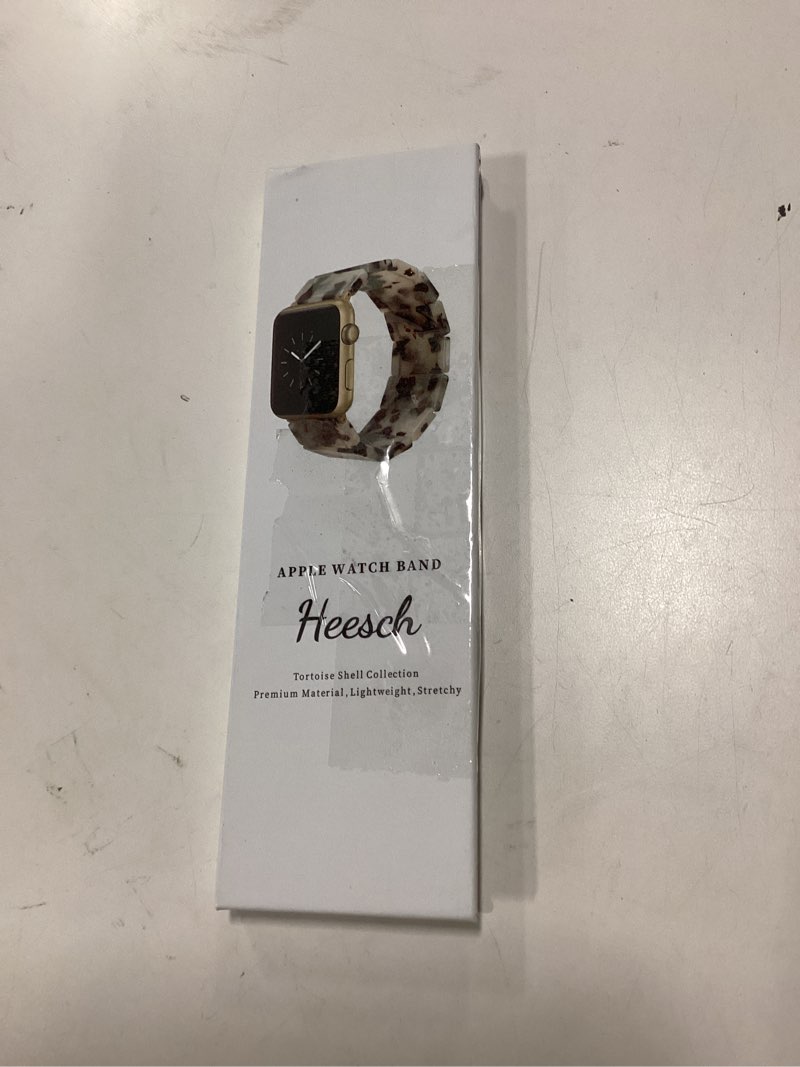 APPLE WATCH BAND
Heesch
Tortoise Shell Collection
Premium Material, Lightweight, Stretchy